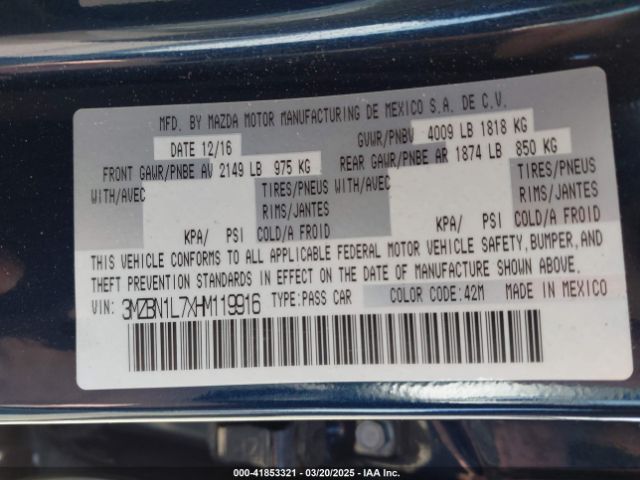 MFD. BY MAZDA MOTOR MANUFACTURING DE MEXICO S.A. DE C.V.
DATE 12/16 GVWR/PNBV 4009 LB 1818 KG
FRONT GAWR/PNBE AV 2149 LB 975 KG REAR GAWR/PNBE AR 1874 LB 850 KG
WITH/AVEC TIRES/PNEUS WITH/AVEC TIRES/PNEUS
RIMS/JANTES RIMS/JANTES
KPA/ PSI COLD/A FROID KPA/ PSI COLD/A FROID
THIS VEHICLE CONFORMS TO ALL APPLICABLE FEDERAL MOTOR VEHICLE SAFETY, BUMPER, AND
THEFT PREVENTION STANDARDS IN EFFECT ON THE DATE OF MANUFACTURE SHOWN ABOVE.
VIN: 3MZBN1L7XHM119916 TYPE:PASS CAR COLOR CODE:42M MADE IN MEXICO
000-41853321 | 03/20/2025 | IAA Inc.